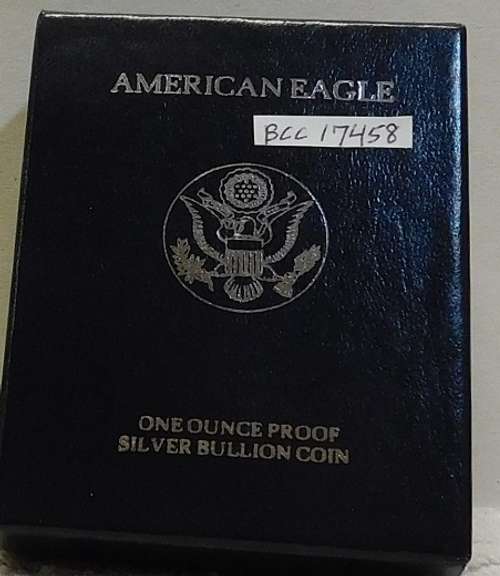 AMERICAN EAGLE
BCC 17458
ONE OUNCE PROOF
SILVER BULLION COIN